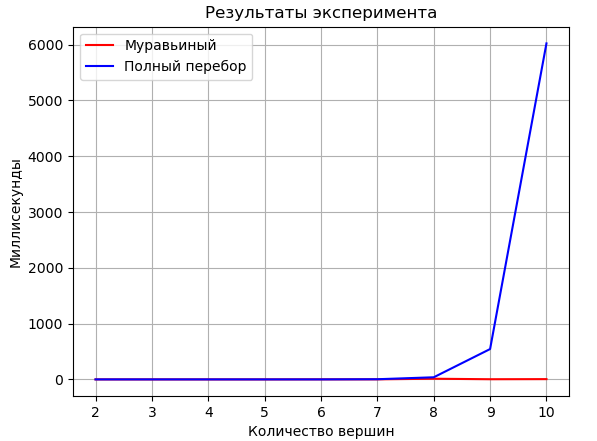 Результаты эксперимента
Муравьиный
Полный перебор
Миллисекунды
6000
5000
4000
3000
2000
1000
0
2 3 4 5 6 7 8 9 10
Количество вершин